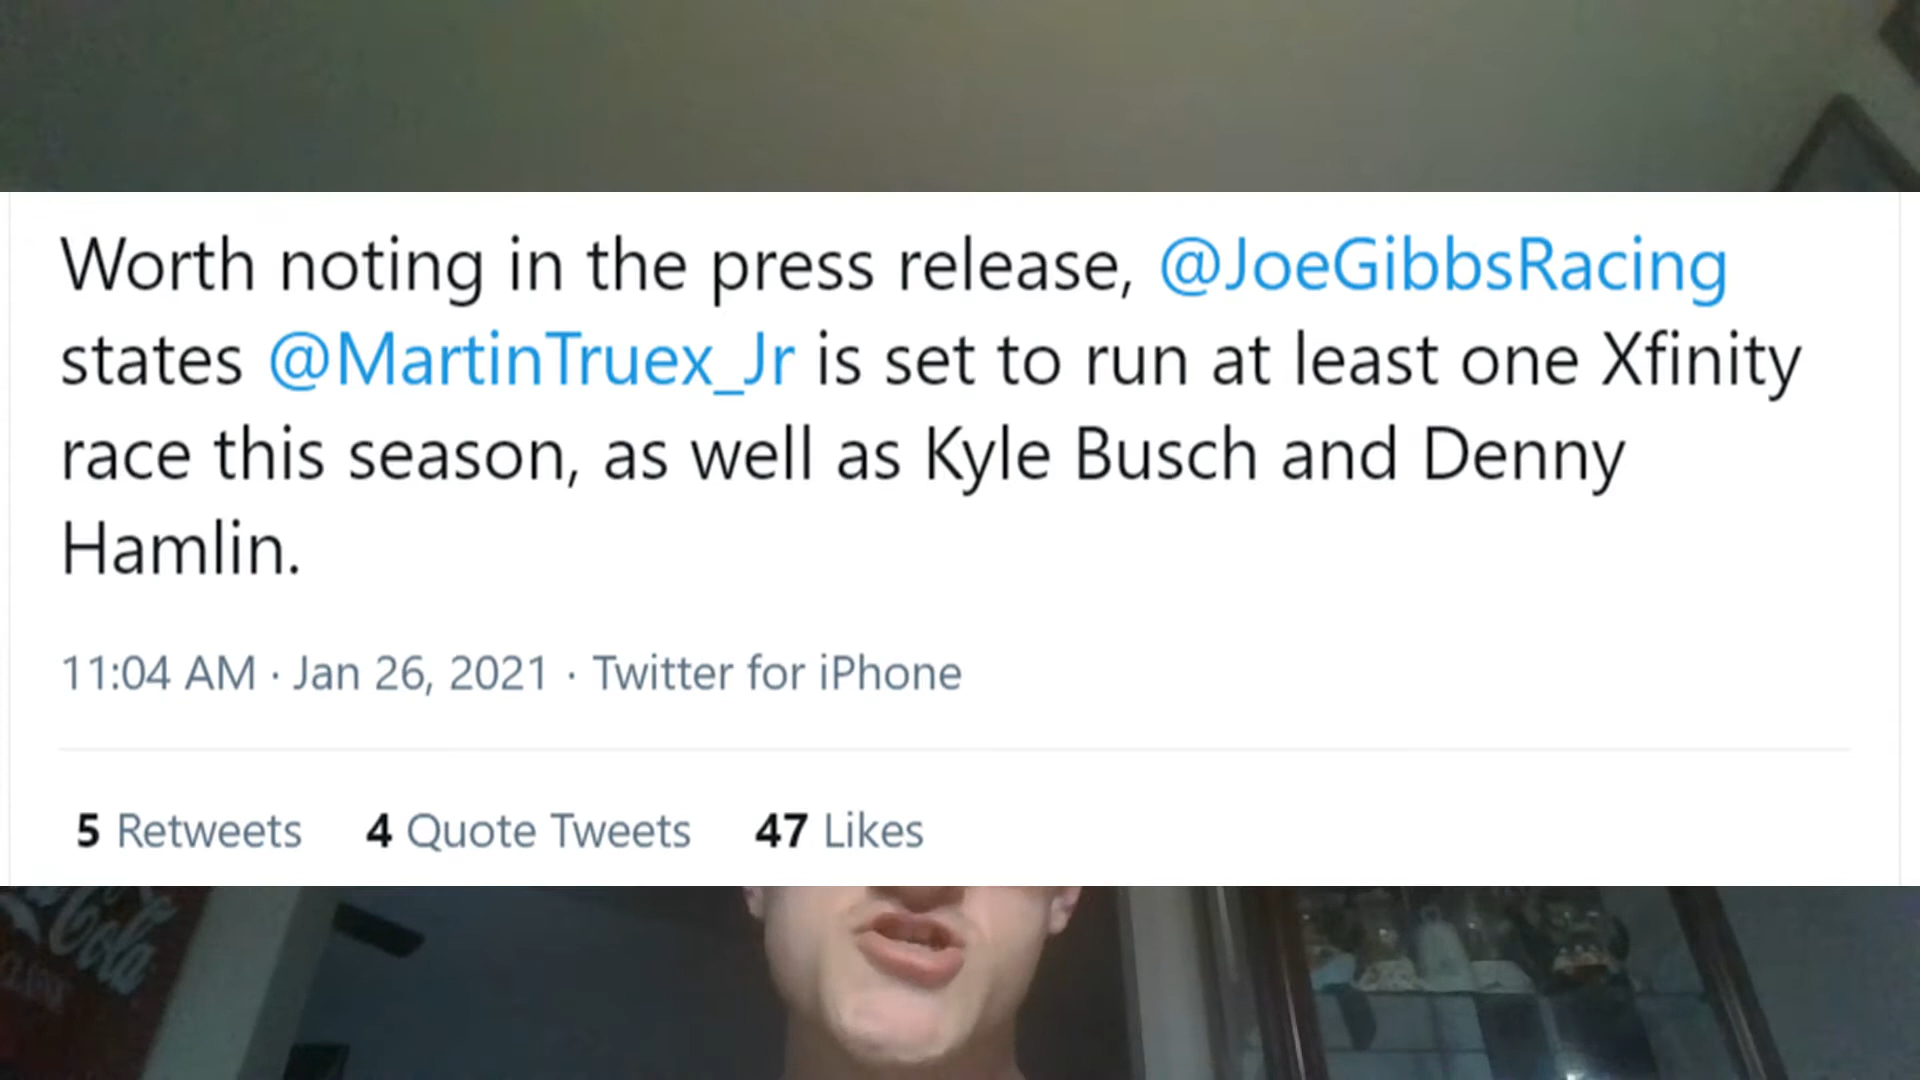 Worth noting in the press release, @JoeGibbsRacing
states @MartinTruex_Jr is set to run at least one Xfinity
race this season, as well as Kyle Busch and Denny
Hamlin.
11:04 AM · Jan 26, 2021 · Twitter for iPhone
5 Retweets 4 Quote Tweets 47 Likes
Cola